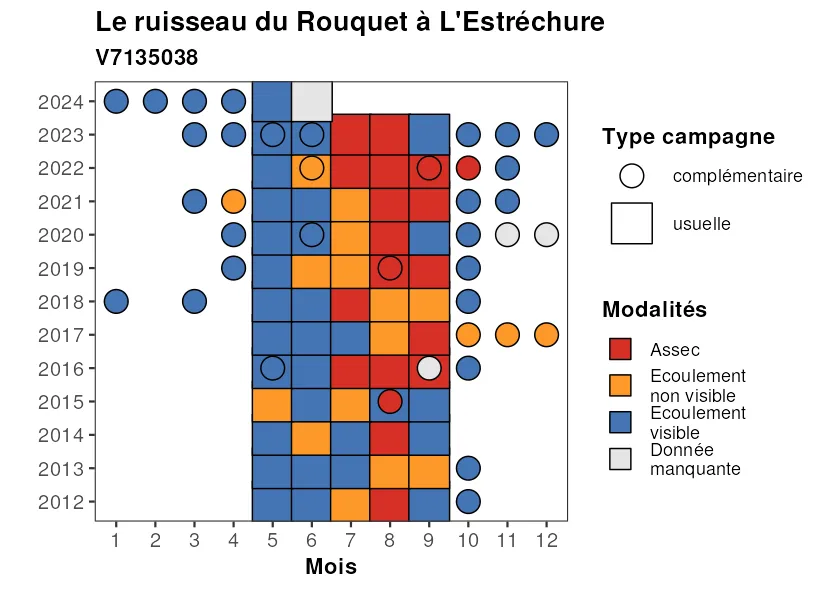 Le ruisseau du Rouquet à L'Estréchure
V7135038
2024
2023
2022
2021
2020
2019
2018
2017
2016
2015
2014
2013
2012
1 2 3 4 5 6 7 8 9 10 11 12
Mois
Type campagne
complémentaire
usuelle
Modalités
Assec
Ecoulement
non visible
Ecoulement
visible
Donnée
manquante